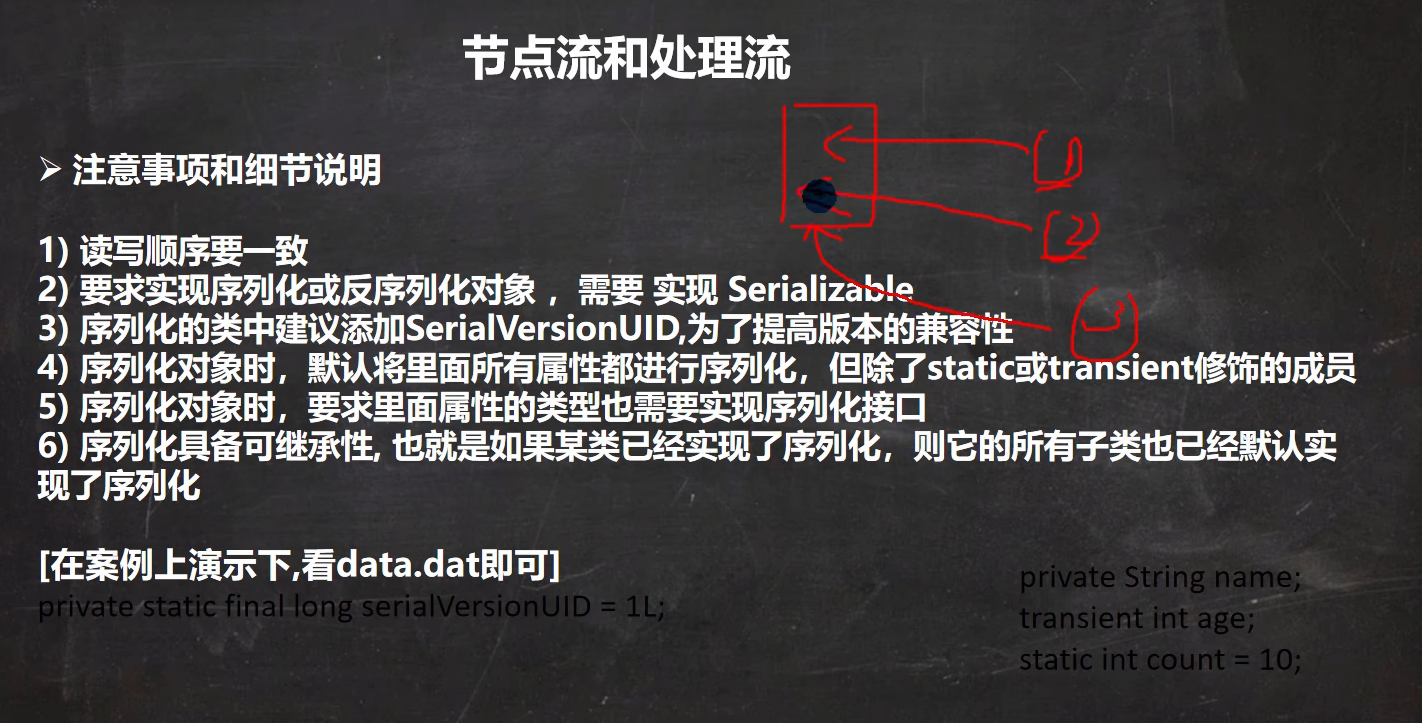 节点流和处理流
注意事项和细节说明
1) 读写顺序要一致
2) 要求实现序列化或反序列化对象 ，需要 实现 Serializable
3) 序列化的类中建议添加SerialVersionUID,为了提高版本的兼容性
4) 序列化对象时，默认将里面所有属性都进行序列化，但除了static或transient修饰的成员
5) 序列化对象时，要求里面属性的类型也需要实现序列化接口
6) 序列化具备可继承性, 也就是如果某类已经实现了序列化，则它的所有子类也已经默认实
现了序列化
[在案例上演示下,看data.dat即可]
private static final long serialVersionUID = 1L;
private String name;
transient int age;
static int count = 10;
1
2
3